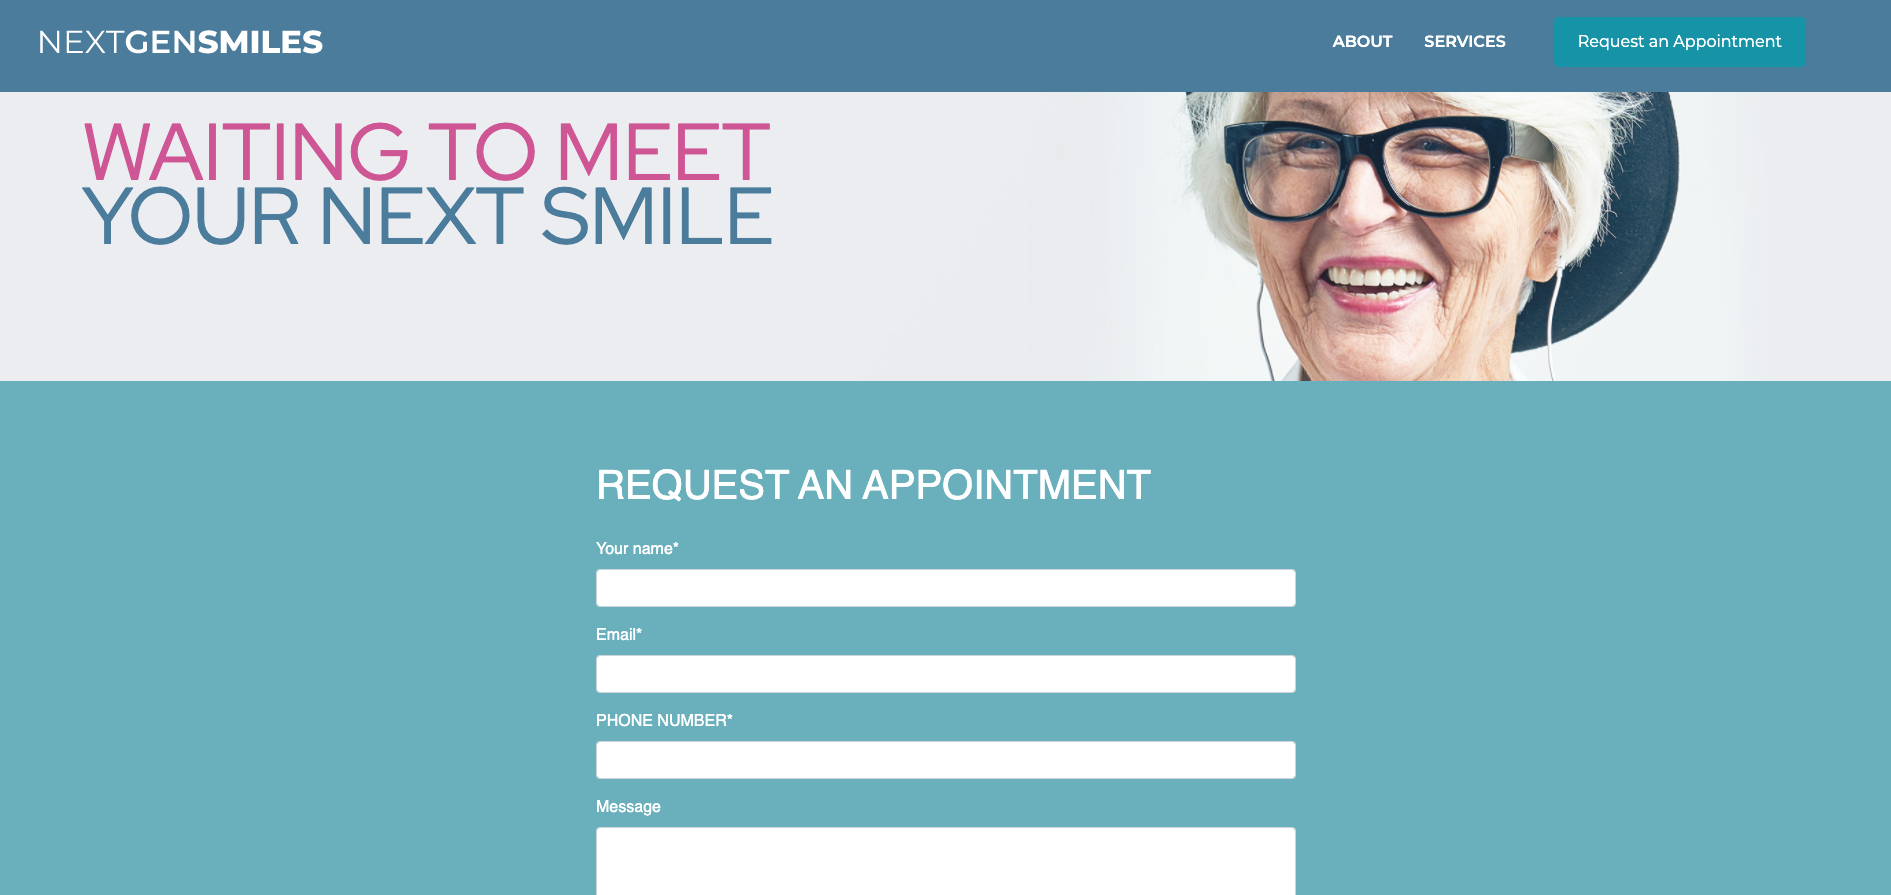 NEXTGENSMILES
ABOUT
SERVICES
Request an Appointment
WAITING TO MEET
YOUR NEXT SMILE
REQUEST AN APPOINTMENT
Your name*
Email*
PHONE NUMBER*
Message